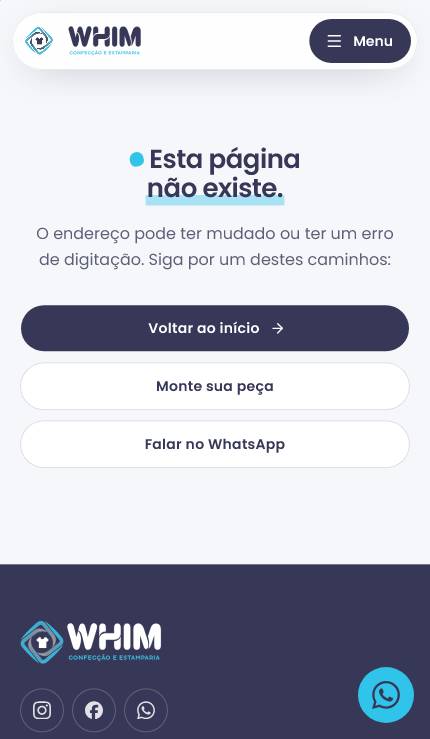 WHIM
CONFECÇÃO E ESTAMPARIA
Menu
Esta página
não existe.
O endereço pode ter mudado ou ter um erro
de digitação. Siga por um destes caminhos:
Voltar ao início
Monte sua peça
Falar no WhatsApp
WHIM
CONFECÇÃO E ESTAMPARIA